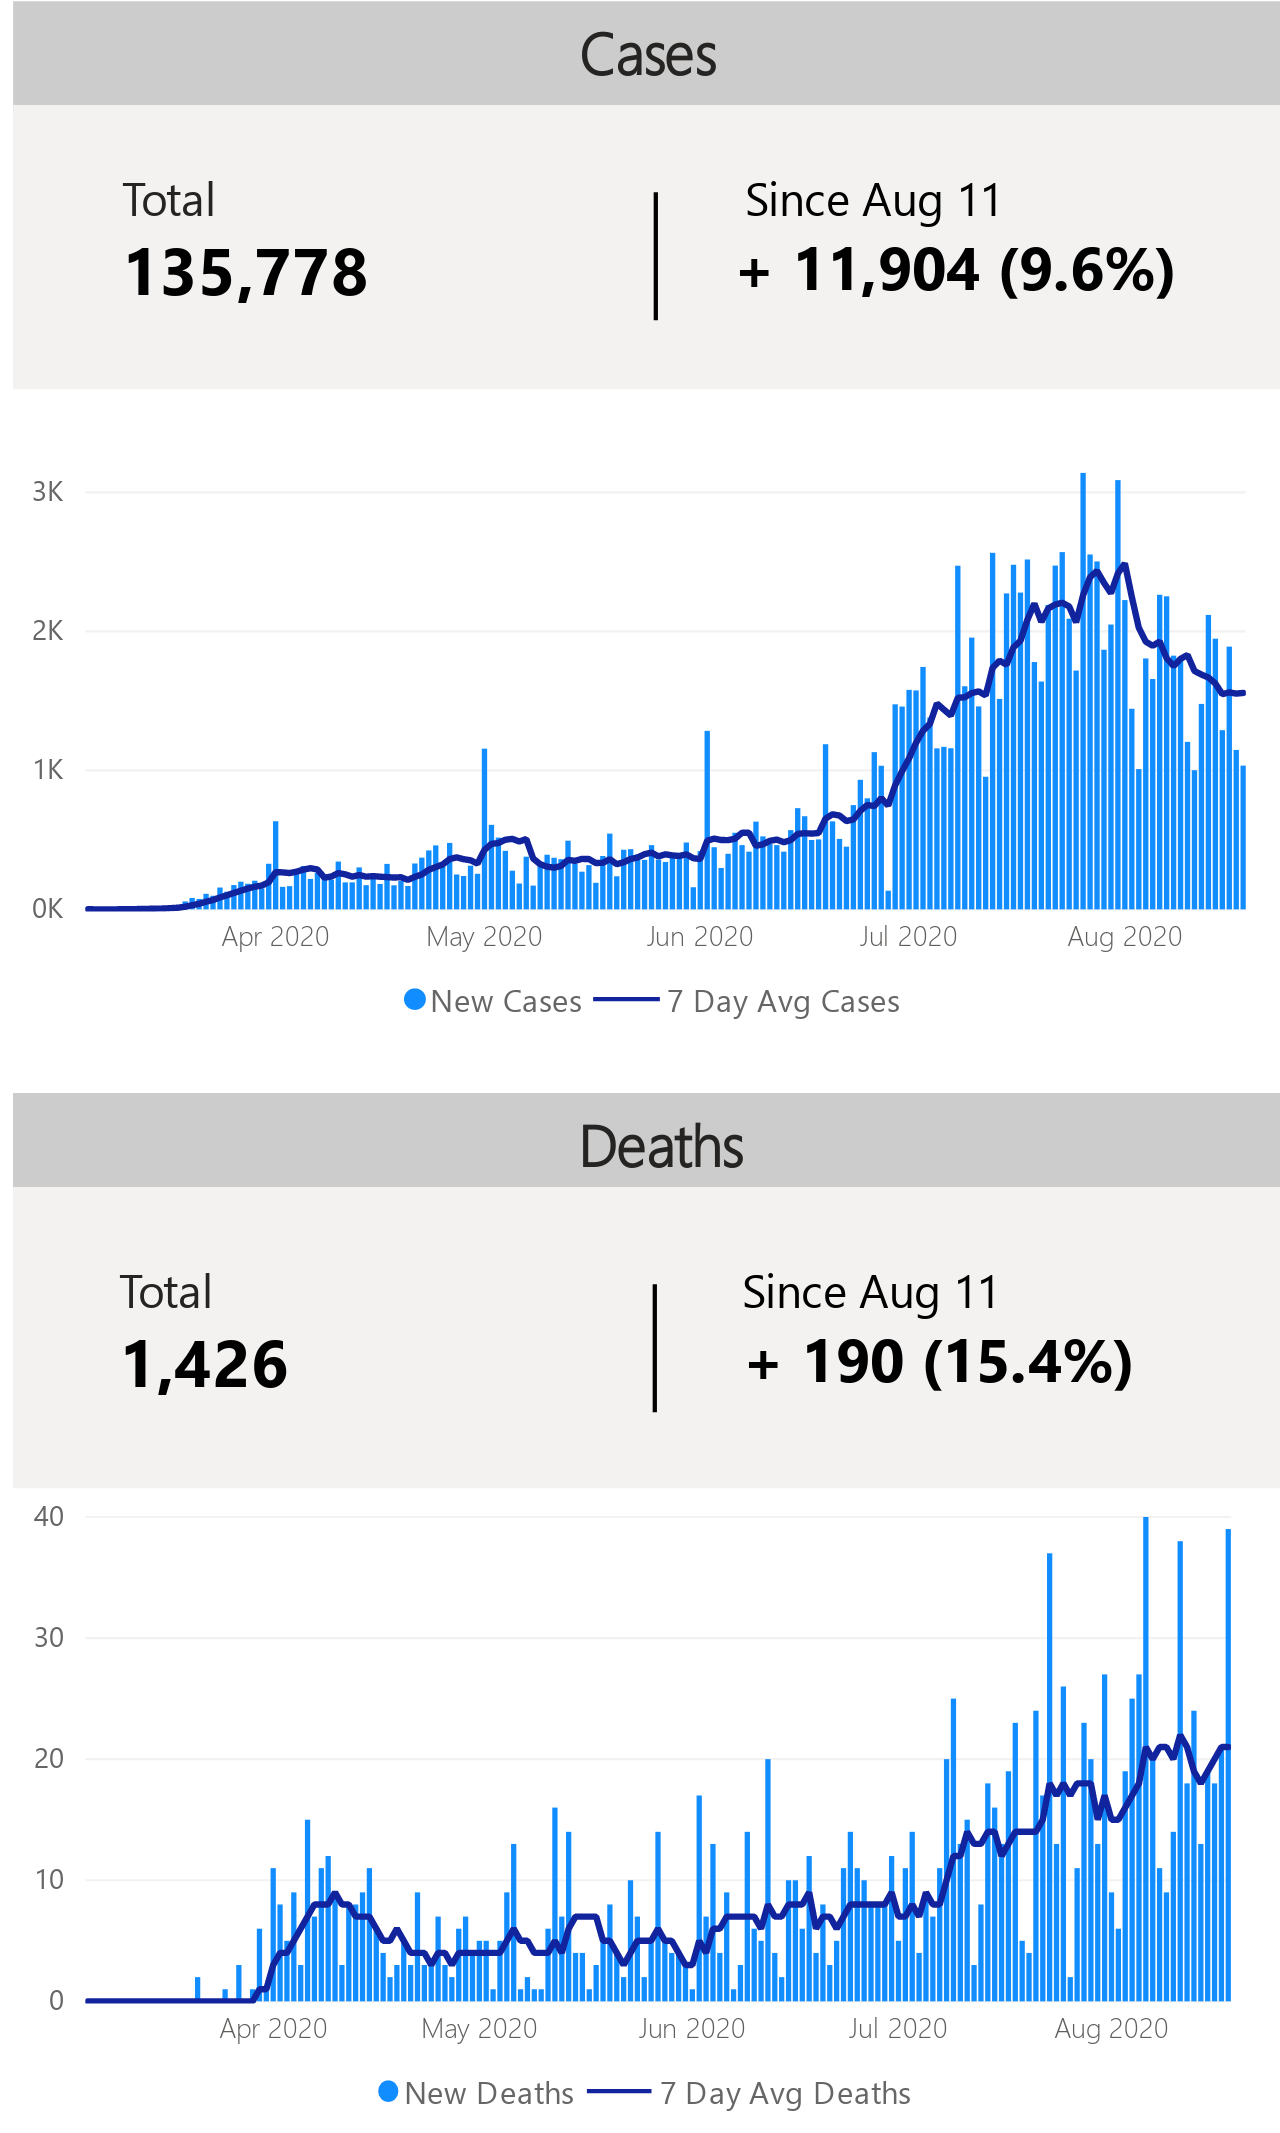 Cases
Total
Since Aug 11
135,778
+ 11,904 (9.6%)
3K
2K
1K
0K
Apr 2020
May 2020
Jun 2020
Jul 2020
Aug 2020
New Cases
7 Day Avg Cases
Deaths
Total
Since Aug 11
1,426
+ 190 (15.4%)
40
30
20
10
0
Apr 2020
May 2020
Jun 2020
Jul 2020
Aug 2020
New Deaths
7 Day Avg Deaths